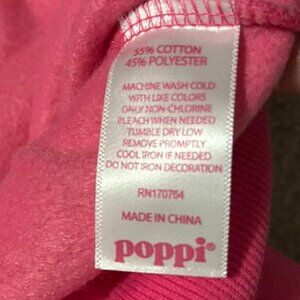 55% COTTON
45% POLYESTER
MACHINE WASH COLD
WITH LIKE COLORS
ONLY NON-CHLORINE
BLEACH WHEN NEEDED
TUMBLE DRY LOW
REMOVE PROMPTLY
COOL IRON IF NEEDED
DO NOT IRON DECORATION
RN170764
MADE IN CHINA
poppi®